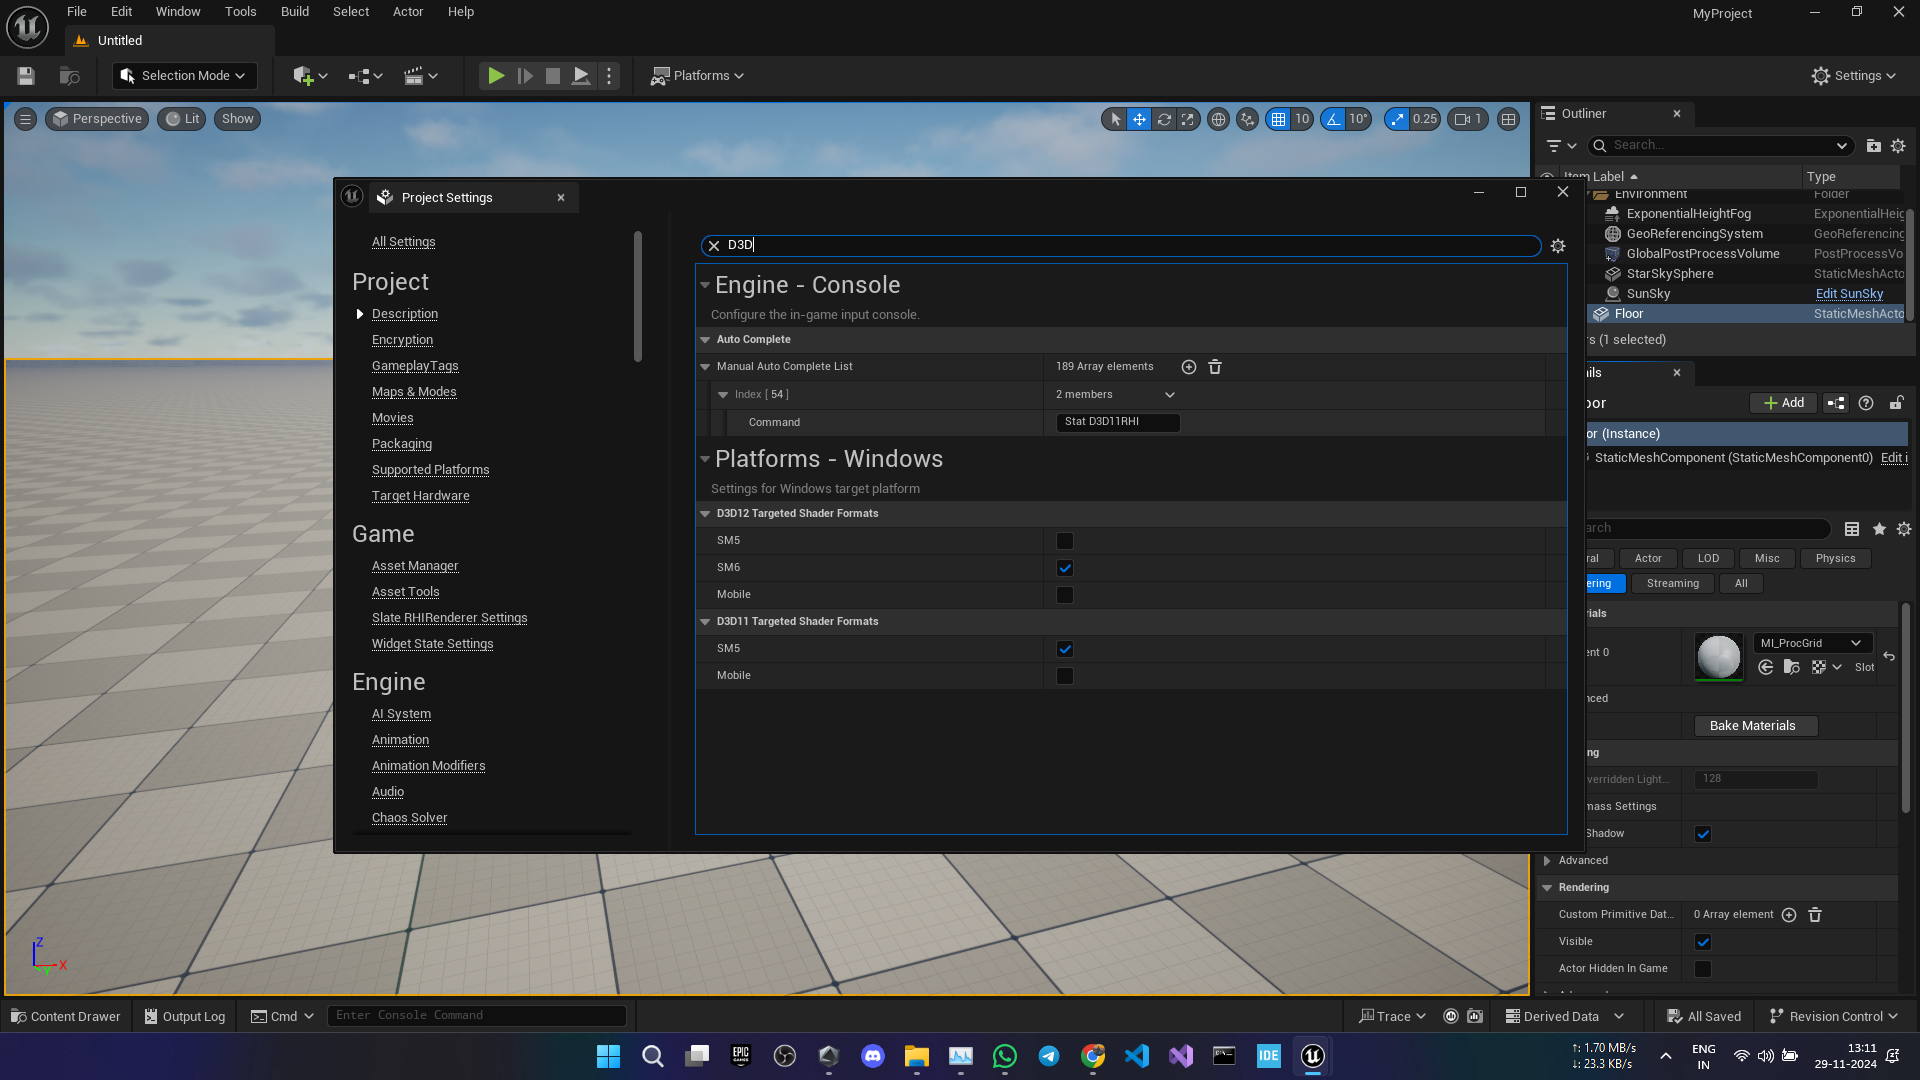 File Edit Window Tools Build Select Actor Help
MyProject
Untitled
Selection Mode
Platforms
Settings
Perspective Lit Show
10 10° 0.25 1
Outliner
Search...
Item Label Type
Environment Folder
ExponentialHeightFog ExponentialHeig
GeoReferencingSystem GeoReferencing
GlobalPostProcessVolume PostProcessVo
StarSkySphere StaticMeshActo
SunSky Edit SunSky
Floor StaticMeshActo
rs (1 selected)
Project Settings
D3D
All Settings
Project
Description
Encryption
GameplayTags
Maps & Modes
Movies
Packaging
Supported Platforms
Target Hardware
Game
Asset Manager
Asset Tools
Slate RHIRenderer Settings
Widget State Settings
Engine
AI System
Animation
Animation Modifiers
Audio
Chaos Solver
Engine - Console
Configure the in-game input console.
Auto Complete
Manual Auto Complete List 189 Array elements
Index [ 54 ] 2 members
Command Stat D3D11RHI
Platforms - Windows
Settings for Windows target platform
D3D12 Targeted Shader Formats
SM5
SM6
Mobile
D3D11 Targeted Shader Formats
SM5
Mobile
ils
oor Add
or (Instance)
StaticMeshComponent (StaticMeshComponent0) Edit i
arch
ral Actor LOD Misc Physics
ering Streaming All
rials
ent 0 MI_ProcGrid
Slot
nced
Bake Materials
ng
verridden Light... 128
mass Settings
Shadow
Advanced
Rendering
Custom Primitive Dat... 0 Array element
Visible
Actor Hidden In Game
Z
Y X
Content Drawer Output Log Cmd Enter Console Command
Trace Derived Data All Saved Revision Control
EPIC GAMES
IDE
↑: 1.70 MB/s
↓: 23.3 KB/s
ENG
IN
13:11
29-11-2024